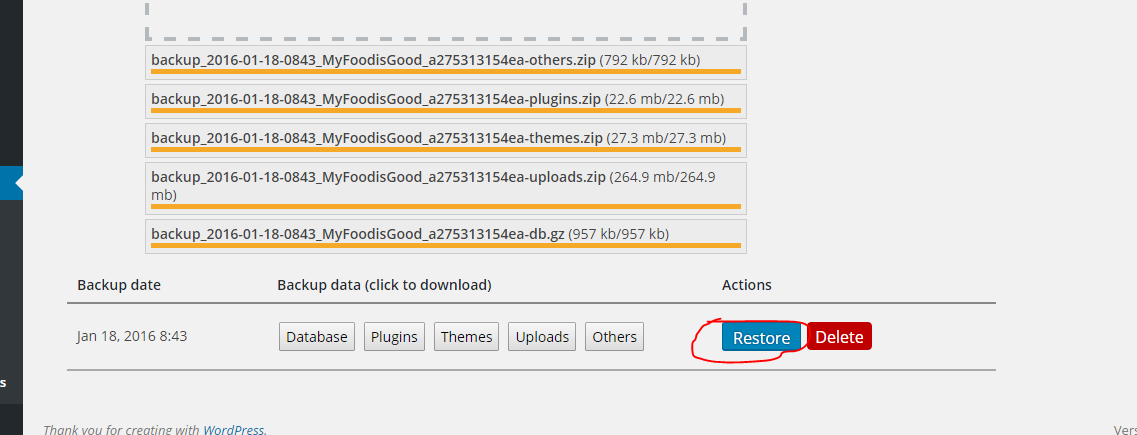 backup_2016-01-18-0843_MyFoodisGood_a275313154ea-others.zip (792 kb/792 kb)
backup_2016-01-18-0843_MyFoodisGood_a275313154ea-plugins.zip (22.6 mb/22.6 mb)
backup_2016-01-18-0843_MyFoodisGood_a275313154ea-themes.zip (27.3 mb/27.3 mb)
backup_2016-01-18-0843_MyFoodisGood_a275313154ea-uploads.zip (264.9 mb/264.9
mb)
backup_2016-01-18-0843_MyFoodisGood_a275313154ea-db.gz (957 kb/957 kb)
Backup date Backup data (click to download) Actions
Jan 18, 2016 8:43 Database Plugins Themes Uploads Others Restore Delete
s
Thank you for creating with WordPress. Vers